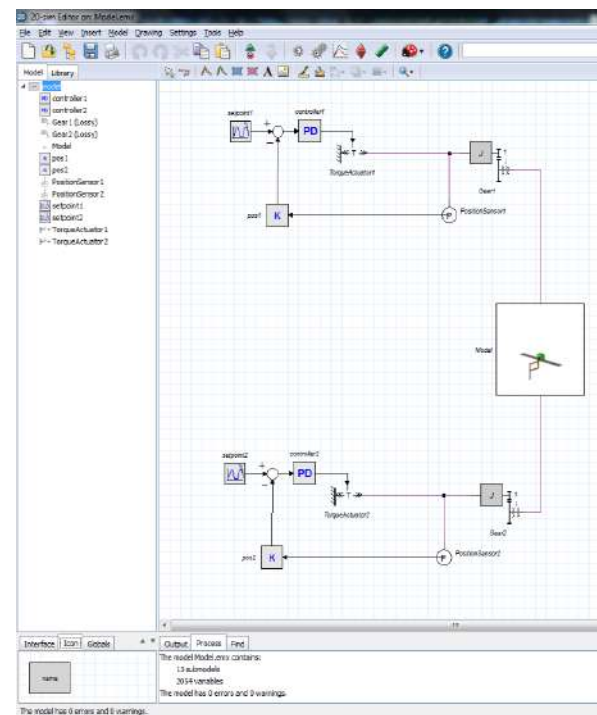 20-sim Editor on: Model.emx
File Edit View Insert Model Drawing Settings Tools Help
Model Library
model
controller1
controller2
Gear1 (Lossy)
Gear2 (Lossy)
Model
pos1
pos2
PositionSensor1
PositionSensor2
setpoint1
setpoint2
TorqueActuator1
TorqueActuator2
setpoint1
controller1
PD
T
J
TorqueActuator1
Gear1
pos1
K
P
PositionSensor1
Model
setpoint2
controller2
PD
T
J
TorqueActuator2
Gear2
pos2
K
P
PositionSensor2
Interface Icon Globals
Output Process Find
name
The model Model.emx contains:
13 submodels
2054 variables
The model has 0 errors and 0 warnings.
The model has 0 errors and 0 warnings.